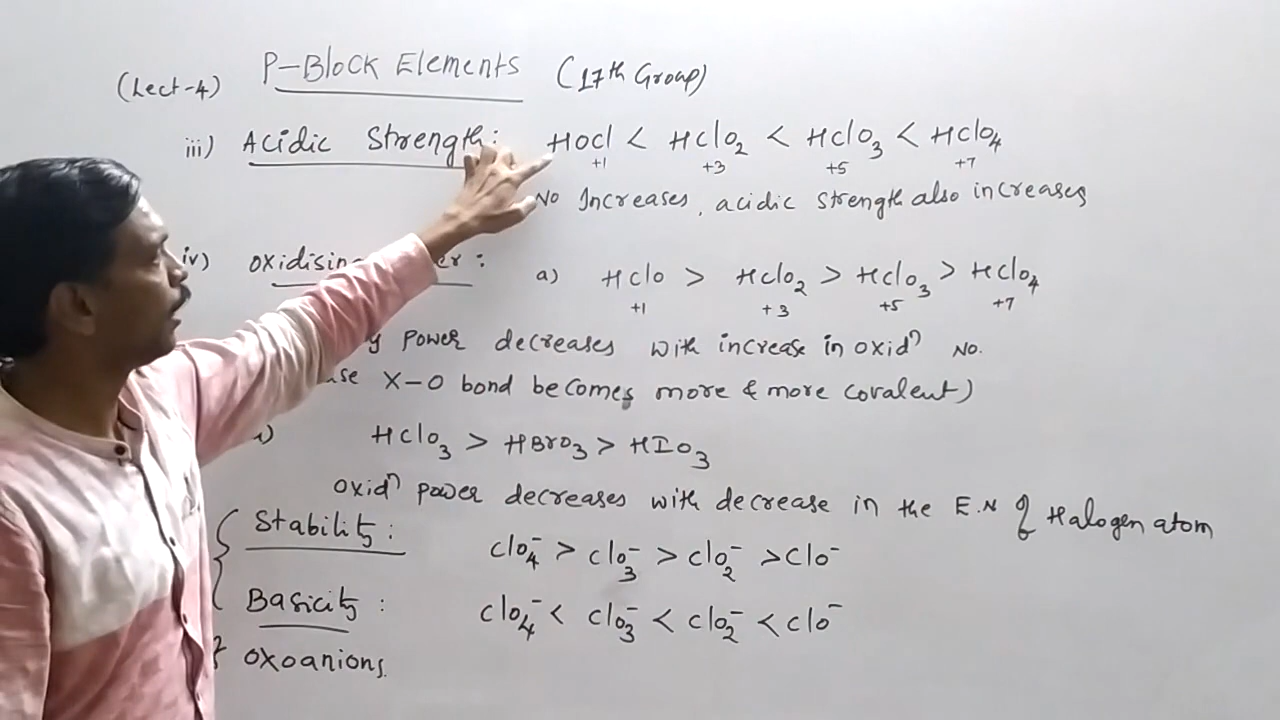 (Lect-4) P-Block Elements (17th Group)
iii) Acidic Strength: HOCl < HClO₂ < HClO₃ < HClO₄
+1 +3 +5 +7
No Increases, acidic strength also increases
iv) Oxidising er : a) HClO > HClO₂ > HClO₃ > HClO₄
+1 +3 +5 +7
power decreases with increase in oxidⁿ No.
X-O bond becomes more & more covalent)
HClO₃ > HBrO₃ > HIO₃
Oxidⁿ power decreases with decrease in the E.N of Halogen atom
{ Stability : ClO₄⁻ > ClO₃⁻ > ClO₂⁻ > ClO⁻
Basicity : ClO₄⁻ < ClO₃⁻ < ClO₂⁻ < ClO⁻
oxoanions.